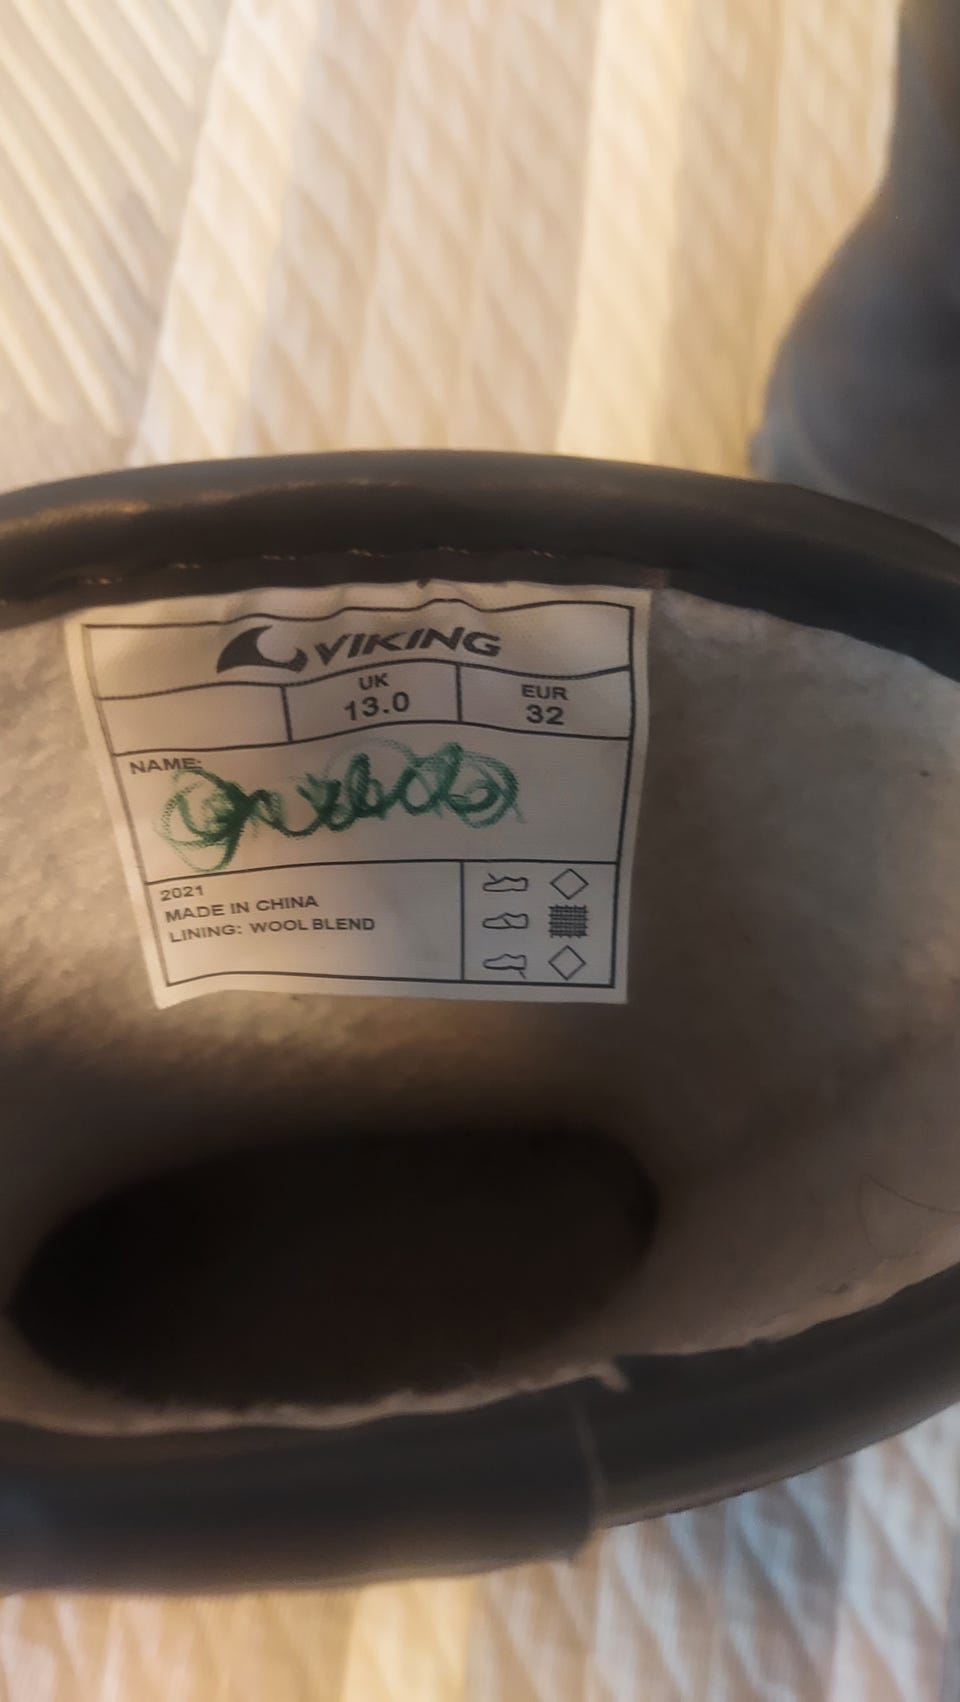 VIKING
UK EUR
13.0 32
NAME:
2021
MADE IN CHINA
LINING: WOOL BLEND